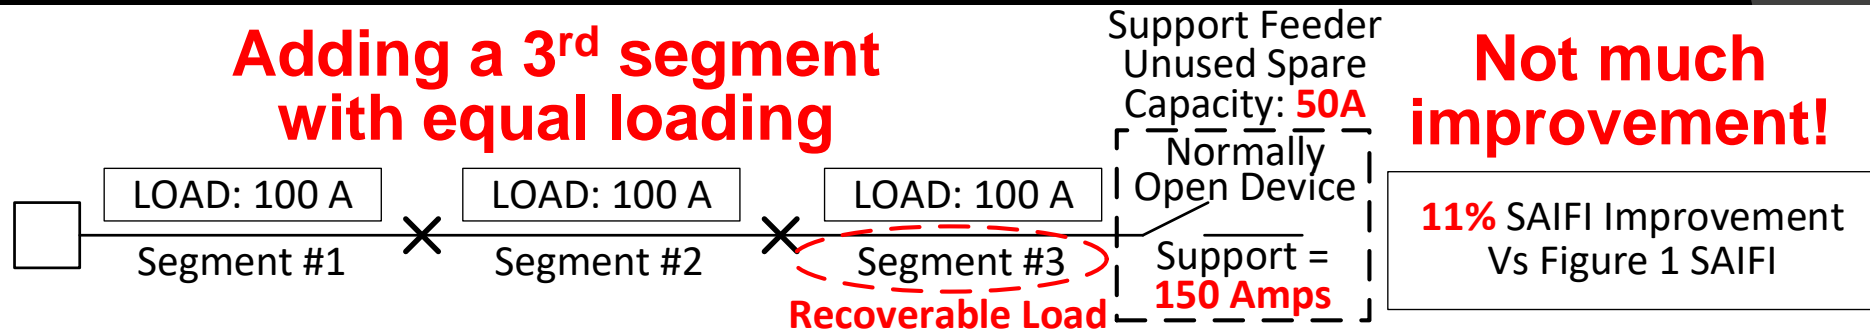 Adding a 3rd segment
with equal loading
Support Feeder
Unused Spare
Capacity: 50A
Not much
improvement!
LOAD: 100 A
LOAD: 100 A
LOAD: 100 A
Normally
Open Device
Segment #1
Segment #2
Segment #3
Support =
150 Amps
Recoverable Load
11% SAIFI Improvement
Vs Figure 1 SAIFI